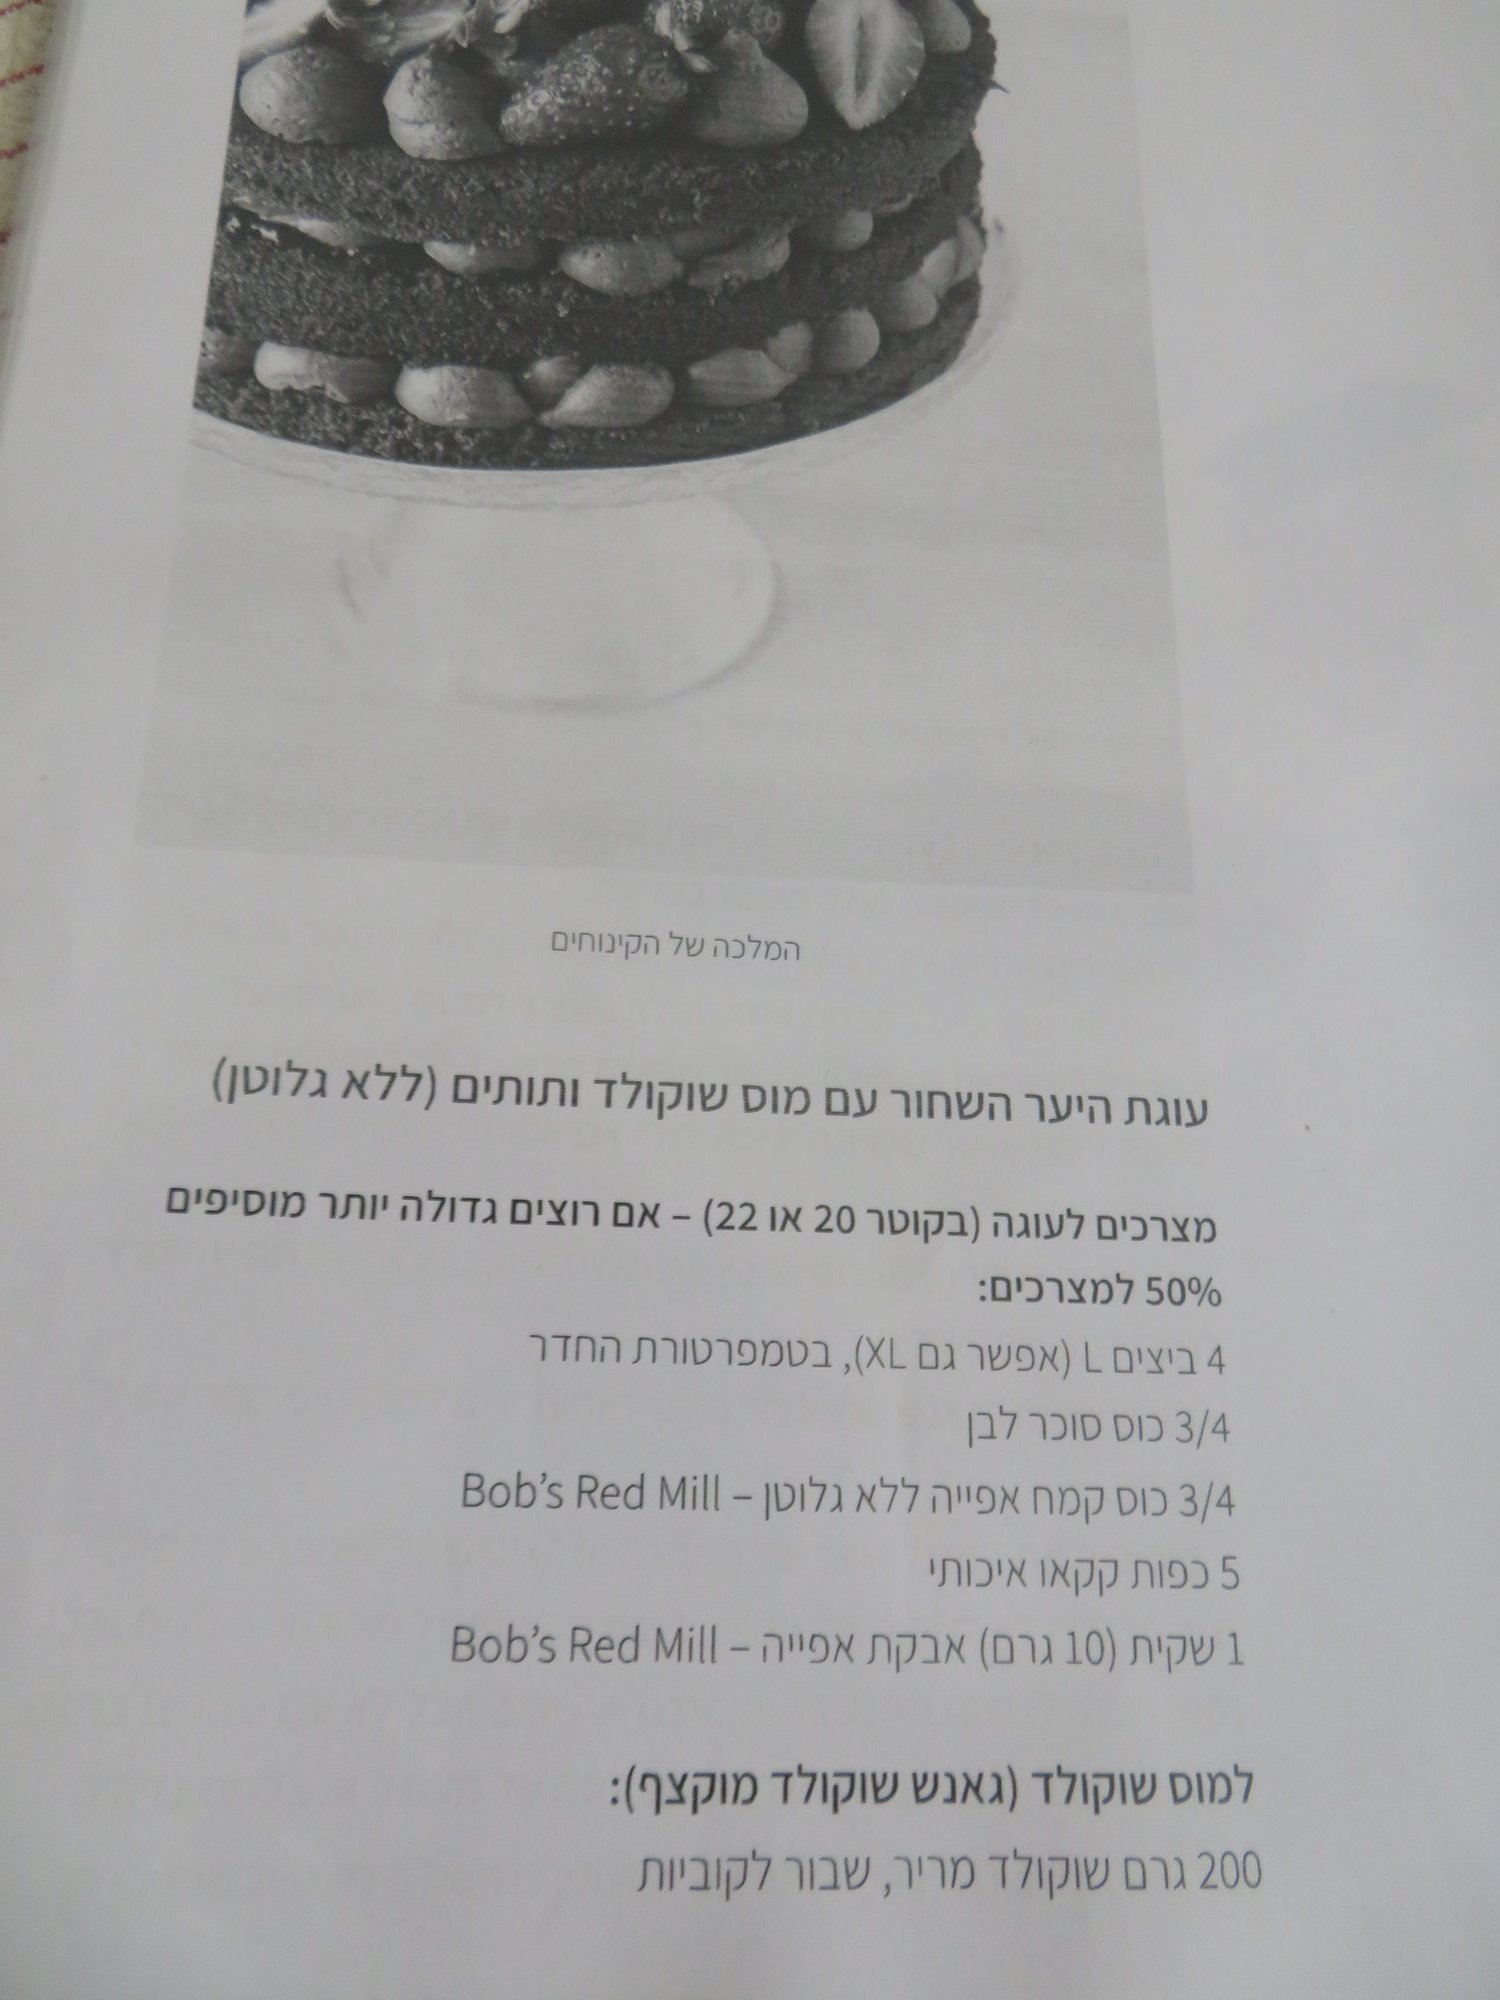 המלכה של הקינוחים
עוגת היער השחור עם מוס שוקולד ותותים (ללא גלוטן)
מצרכים לעוגה (בקוטר 20 או 22) – אם רוצים גדולה יותר מוסיפים
50% למצרכים:
4 ביצים L (אפשר גם XL), בטמפרטורת החדר
3/4 כוס סוכר לבן
3/4 כוס קמח אפייה ללא גלוטן – Bob's Red Mill
5 כפות קקאו איכותי
1 שקית (10 גרם) אבקת אפייה – Bob's Red Mill
למוס שוקולד (גאנש שוקולד מוקצף):
200 גרם שוקולד מריר, שבור לקוביות